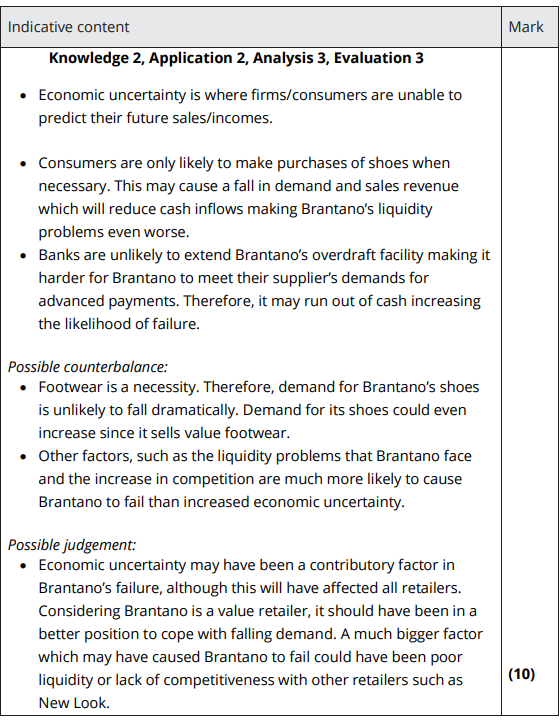 Indicative content
Mark
Knowledge 2, Application 2, Analysis 3, Evaluation 3
• Economic uncertainty is where firms/consumers are unable to
predict their future sales/incomes.
• Consumers are only likely to make purchases of shoes when
necessary. This may cause a fall in demand and sales revenue
which will reduce cash inflows making Brantano’s liquidity
problems even worse.
• Banks are unlikely to extend Brantano’s overdraft facility making it
harder for Brantano to meet their supplier’s demands for
advanced payments. Therefore, it may run out of cash increasing
the likelihood of failure.
Possible counterbalance:
• Footwear is a necessity. Therefore, demand for Brantano’s shoes
is unlikely to fall dramatically. Demand for its shoes could even
increase since it sells value footwear.
• Other factors, such as the liquidity problems that Brantano face
and the increase in competition are much more likely to cause
Brantano to fail than increased economic uncertainty.
Possible judgement:
• Economic uncertainty may have been a contributory factor in
Brantano’s failure, although this will have affected all retailers.
Considering Brantano is a value retailer, it should have been in a
better position to cope with falling demand. A much bigger factor
which may have caused Brantano to fail could have been poor
liquidity or lack of competitiveness with other retailers such as
New Look.
(10)